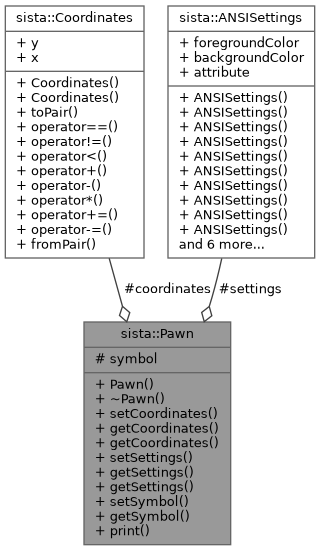 sista::Coordinates
+ y
+ x
+ Coordinates()
+ Coordinates()
+ toPair()
+ operator==()
+ operator!=()
+ operator<()
+ operator+()
+ operator-()
+ operator*()
+ operator+=()
+ operator-=()
+ fromPair()
sista::ANSISettings
+ foregroundColor
+ backgroundColor
+ attribute
+ ANSISettings()
+ ANSISettings()
+ ANSISettings()
+ ANSISettings()
+ ANSISettings()
+ ANSISettings()
+ ANSISettings()
+ ANSISettings()
+ ANSISettings()
+ ANSISettings()
and 6 more...
#coordinates
#settings
sista::Pawn
# symbol
+ Pawn()
+ ~Pawn()
+ setCoordinates()
+ getCoordinates()
+ getCoordinates()
+ setSettings()
+ getSettings()
+ getSettings()
+ setSymbol()
+ getSymbol()
+ print()